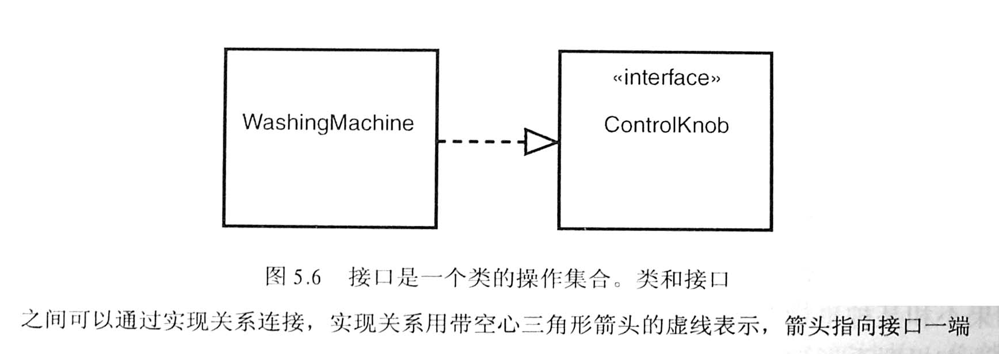 «interface»
WashingMachine
ControlKnob
图 5.6 接口是一个类的操作集合。类和接口
之间可以通过实现关系连接，实现关系用带空心三角形箭头的虚线表示，箭头指向接口一端